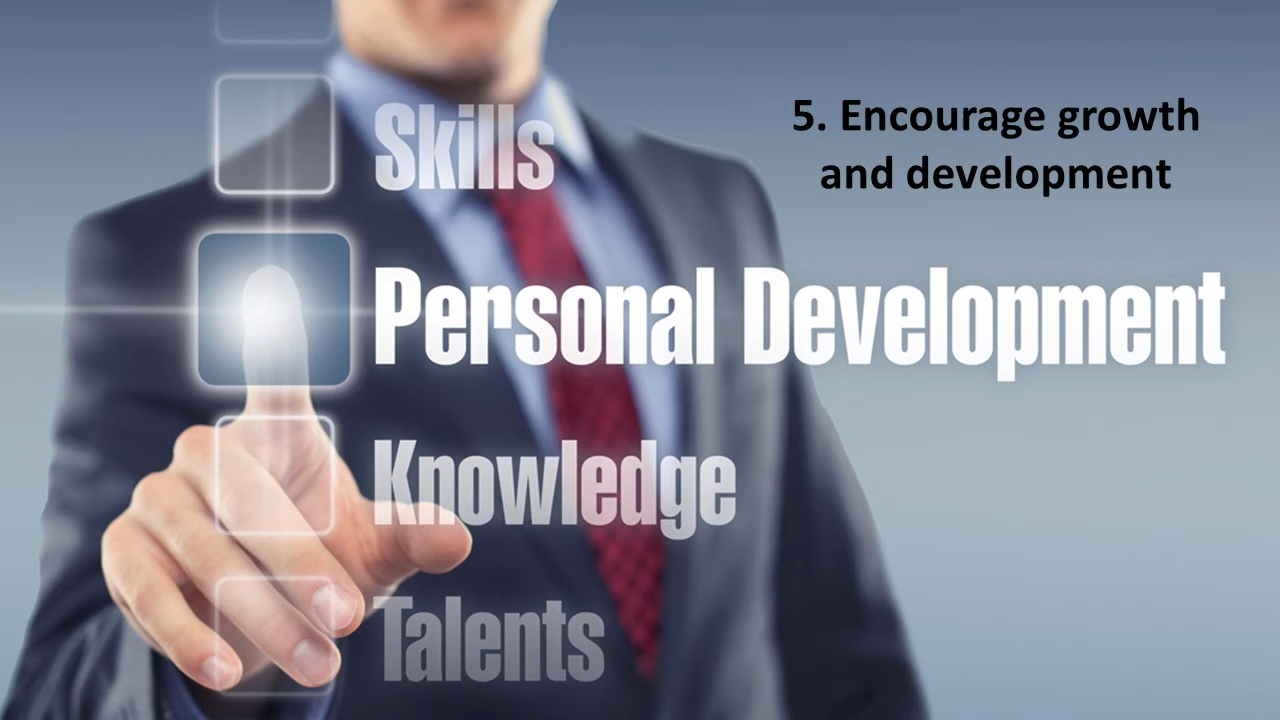 Skills
5. Encourage growth
and development
Personal Development
Knowledge
Talents